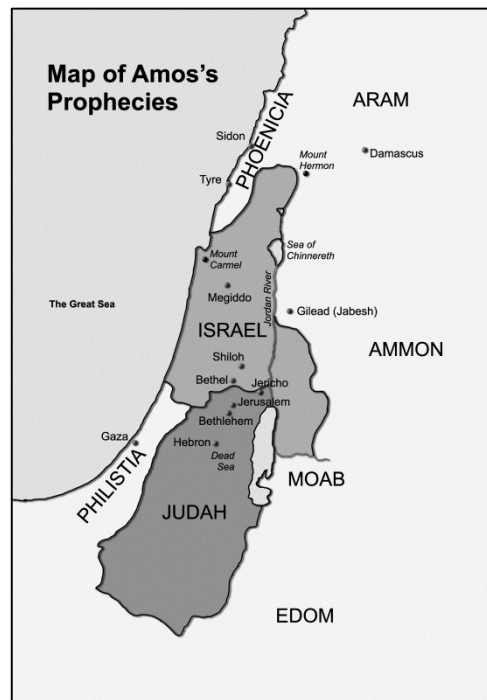 Map of Amos's
Prophecies
PHOENICIA
ARAM
Sidon
Mount
Hermon
Damascus
Tyre
Mount
Carmel
Sea of
Chinnereth
Megiddo
Jordan River
The Great Sea
Gilead (Jabesh)
ISRAEL
AMMON
Shiloh
Bethel
Jericho
Jerusalem
Bethlehem
Gaza
Hebron
Dead
Sea
PHILISTIA
MOAB
JUDAH
EDOM